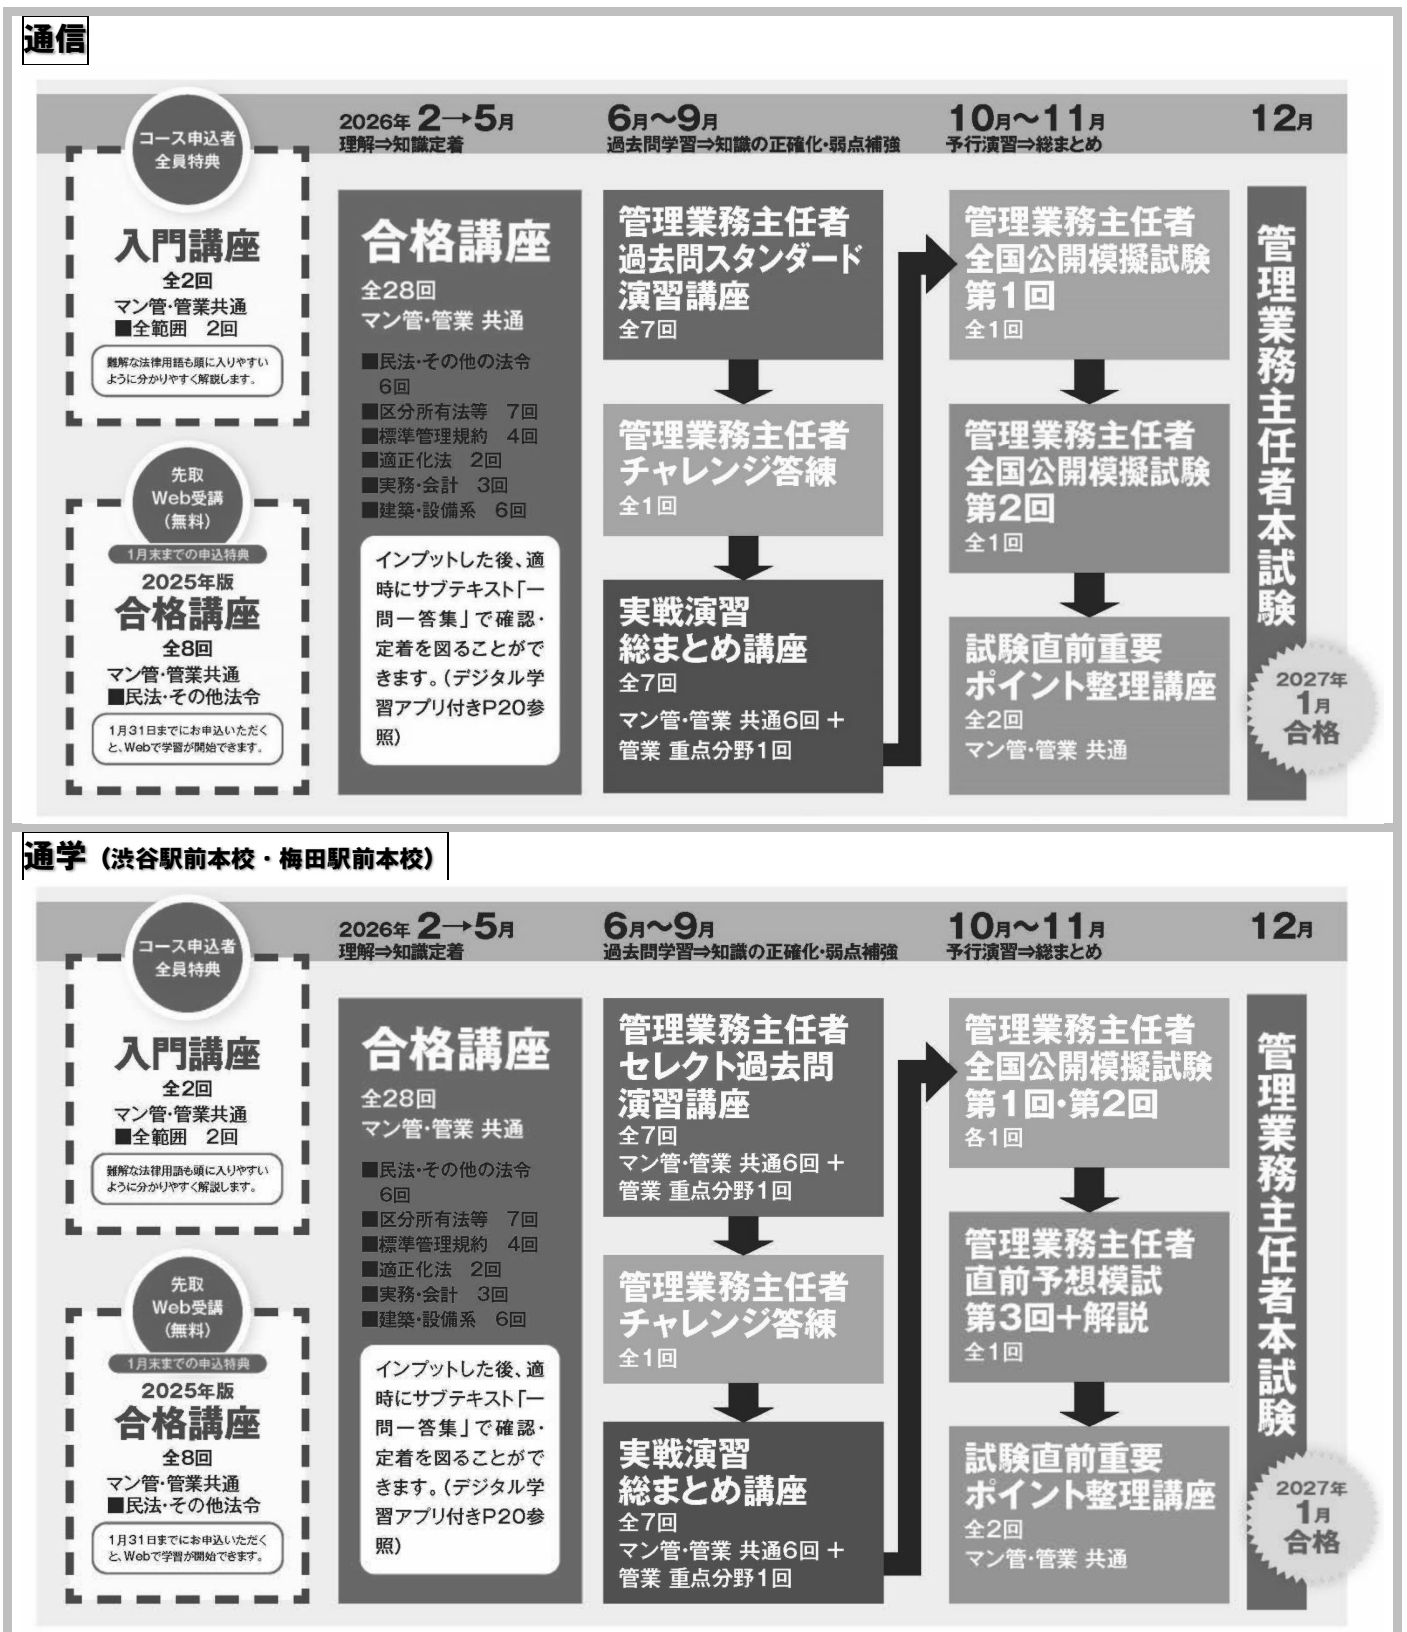 通信
コース申込者
全員特典
入門講座
全2回
マン管・管業共通
■全範囲　2回
難解な法律用語も頭に入りやすい
ように分かりやすく解説します。
先取
Web受講
(無料)
1月末までの申込特典
2025年版
合格講座
全8回
マン管・管業共通
■民法・その他法令
1月31日までにお申込いただく
と、Webで学習が開始できます。
2026年 2→5月
理解⇒知識定着
合格講座
全28回
マン管・管業 共通
■民法・その他の法令
6回
■区分所有法等　7回
■標準管理規約　4回
■適正化法　2回
■実務・会計　3回
■建築・設備系　6回
インプットした後、適
時にサブテキスト「一
問一答集」で確認・
定着を図ることがで
きます。(デジタル学
習アプリ付きP20参
照)
6月～9月
過去問学習⇒知識の正確化・弱点補強
管理業務主任者
過去問スタンダード
演習講座
全7回
管理業務主任者
チャレンジ答練
全1回
実戦演習
総まとめ講座
全7回
マン管・管業 共通6回＋
管業 重点分野1回
10月～11月
予行演習⇒総まとめ
管理業務主任者
全国公開模擬試験
第1回
全1回
管理業務主任者
全国公開模擬試験
第2回
全1回
試験直前重要
ポイント整理講座
全2回
マン管・管業 共通
12月
管理業務主任者本試験
2027年
1月
合格
通学（渋谷駅前本校・梅田駅前本校）
コース申込者
全員特典
入門講座
全2回
マン管・管業共通
■全範囲　2回
難解な法律用語も頭に入りやすい
ように分かりやすく解説します。
先取
Web受講
(無料)
1月末までの申込特典
2025年版
合格講座
全8回
マン管・管業共通
■民法・その他法令
1月31日までにお申込いただく
と、Webで学習が開始できます。
2026年 2→5月
理解⇒知識定着
合格講座
全28回
マン管・管業 共通
■民法・その他の法令
6回
■区分所有法等　7回
■標準管理規約　4回
■適正化法　2回
■実務・会計　3回
■建築・設備系　6回
インプットした後、適
時にサブテキスト「一
問一答集」で確認・
定着を図ることがで
きます。(デジタル学
習アプリ付きP20参
照)
6月～9月
過去問学習⇒知識の正確化・弱点補強
管理業務主任者
セレクト過去問
演習講座
全7回
マン管・管業 共通6回＋
管業 重点分野1回
管理業務主任者
チャレンジ答練
全1回
実戦演習
総まとめ講座
全7回
マン管・管業 共通6回＋
管業 重点分野1回
10月～11月
予行演習⇒総まとめ
管理業務主任者
全国公開模擬試験
第1回・第2回
各1回
管理業務主任者
直前予想模試
第3回＋解説
全1回
試験直前重要
ポイント整理講座
全2回
マン管・管業 共通
12月
管理業務主任者本試験
2027年
1月
合格